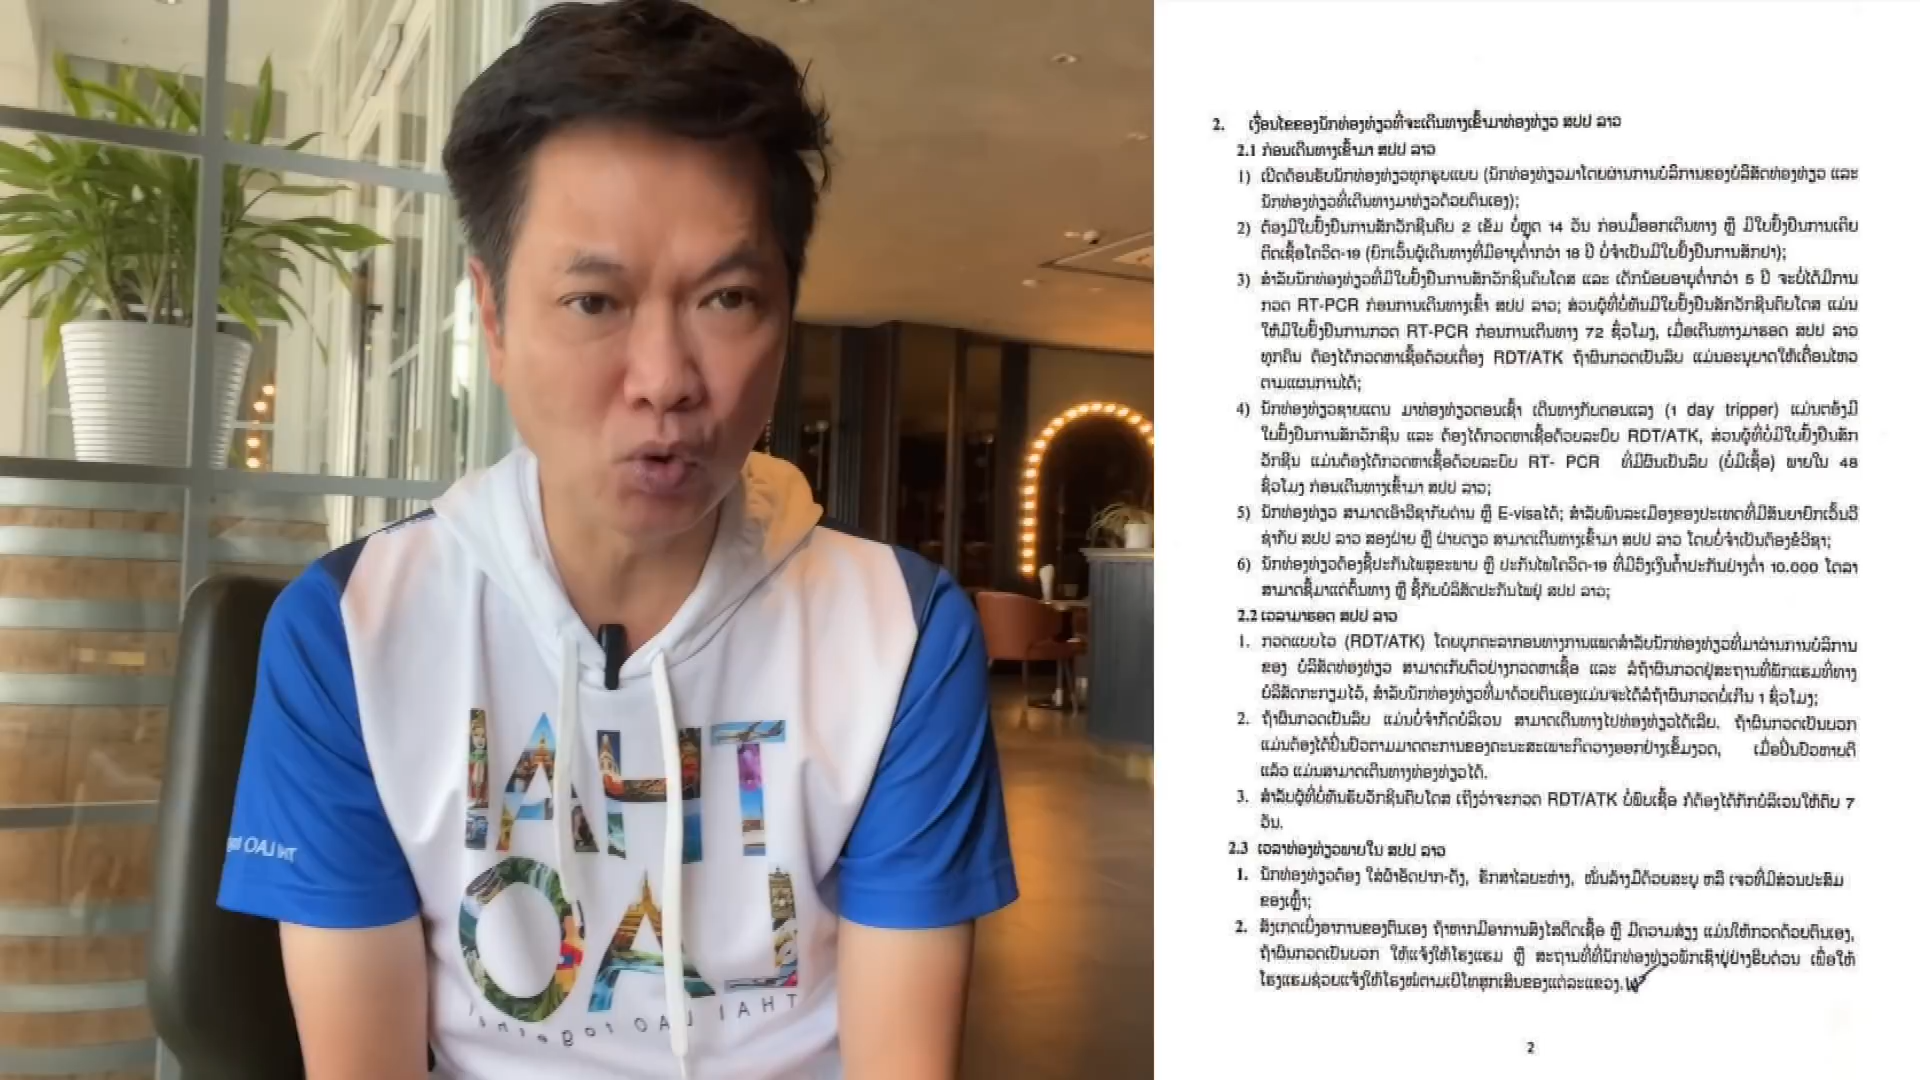 THAI
LAO
THAI LAO together
THAI LAO tog
2. ເງື່ອນໄຂຂອງນັກທ່ອງທ່ຽວທີ່ຈະເດີນທາງເຂົ້າມາທ່ອງທ່ຽວ ສປປ ລາວ
2.1 ກ່ອນເດີນທາງເຂົ້າມາ ສປປ ລາວ
1) ເປີດຕ້ອນຮັບນັກທ່ອງທ່ຽວທຸກຮູບແບບ (ນັກທ່ອງທ່ຽວມາໂດຍຜ່ານການບໍລິການຂອງບໍລິສັດທ່ອງທ່ຽວ ແລະ
ນັກທ່ອງທ່ຽວທີ່ເດີນທາງມາທ່ຽວດ້ວຍຕົນເອງ);
2) ຕ້ອງມີໃບຢັ້ງຢືນການສັກວັກຊີນຄົບ 2 ເຂັມ ບໍ່ຫຼຸດ 14 ວັນ ກ່ອນມື້ອອກເດີນທາງ ຫຼື ມີໃບຢັ້ງຢືນການເຄີຍ
ຕິດເຊື້ອໂຄວິດ-19 (ຍົກເວັ້ນຜູ້ເດີນທາງທີ່ມີອາຍຸຕໍ່າກວ່າ 18 ປີ ບໍ່ຈໍາເປັນມີໃບຢັ້ງຢືນການສັກຢາ);
3) ສໍາລັບນັກທ່ອງທ່ຽວທີ່ມີໃບຢັ້ງຢືນການສັກວັກຊີນຄົບໂດສ ແລະ ເດັກນ້ອຍອາຍຸຕໍ່າກວ່າ 5 ປີ ຈະບໍ່ໄດ້ມີການ
ກວດ RT-PCR ກ່ອນການເດີນທາງເຂົ້າ ສປປ ລາວ; ສ່ວນຜູ້ທີ່ບໍ່ທັນມີໃບຢັ້ງຢືນສັກວັກຊີນຄົບໂດສ ແມ່ນ
ໃຫ້ມີໃບຢັ້ງຢືນການກວດ RT-PCR ກ່ອນການເດີນທາງ 72 ຊົ່ວໂມງ, ເມື່ອເດີນທາງມາຮອດ ສປປ ລາວ
ທຸກຄົນ ຕ້ອງໄດ້ກວດຫາເຊື້ອດ້ວຍເຄື່ອງ RDT/ATK ຖ້າຜົນກວດເປັນລົບ ແມ່ນອະນຸຍາດໃຫ້ເຄື່ອນໄຫວ
ຕາມແຜນການໄດ້;
4) ນັກທ່ອງທ່ຽວຊາຍແດນ ມາທ່ອງທ່ຽວຕອນເຊົ້າ ເດີນທາງກັບຕອນແລງ (1 day tripper) ແມ່ນຕອ້ງມີ
ໃບຢັ້ງຢືນການສັກວັກຊີນ ແລະ ຕ້ອງໄດ້ກວດຫາເຊື້ອດ້ວຍລະບົບ RDT/ATK, ສ່ວນຜູ້ທີ່ບໍ່ມີໃບຢັ້ງຢືນສັກ
ວັກຊີນ ແມ່ນຕ້ອງໄດ້ກວດຫາເຊື້ອດ້ວຍລະບົບ RT- PCR ທີ່ມີຜົນເປັນລົບ (ບໍ່ມີເຊື້ອ) ພາຍໃນ 48
ຊົ່ວໂມງ ກ່ອນເດີນທາງເຂົ້າມາ ສປປ ລາວ;
5) ນັກທ່ອງທ່ຽວ ສາມາດເອົາວີຊາກັບດ່ານ ຫຼື E-visaໄດ້; ສໍາລັບພົນລະເມືອງຂອງປະເທດທີ່ມີສັນຍາຍົກເວັ້ນວີ
ຊາກັບ ສປປ ລາວ ສອງຝ່າຍ ຫຼື ຝ່າຍດຽວ ສາມາດເດີນທາງເຂົ້າມາ ສປປ ລາວ ໂດຍບໍ່ຈໍາເປັນຕ້ອງຂໍວີຊາ;
6) ນັກທ່ອງທ່ຽວຕ້ອງຊື້ປະກັນໄພສຸຂະພາບ ຫຼື ປະກັນໄພໂຄວິດ-19 ທີ່ມີວົງເງິນຄໍ້າປະກັນຢ່າງຕໍ່າ 10.000 ໂດລາ
ສາມາດຊື້ມາແຕ່ຕົ້ນທາງ ຫຼື ຊື້ກັບບໍລິສັດປະກັນໄພຢູ່ ສປປ ລາວ;
2.2 ເວລາມາຮອດ ສປປ ລາວ
1. ກວດແບບໄວ (RDT/ATK) ໂດຍບຸກຄະລາກອນທາງການແພດສໍາລັບນັກທ່ອງທ່ຽວທີ່ມາຜ່ານການບໍລິການ
ຂອງ ບໍລິສັດທ່ອງທ່ຽວ ສາມາດເກັບຕົວຢ່າງກວດຫາເຊື້ອ ແລະ ລໍຖ້າຜົນກວດຢູ່ສະຖານທີ່ພັກແຮມທີ່ທາງ
ບໍລິສັດກະກຽມໄວ້, ສໍາລັບນັກທ່ອງທ່ຽວທີ່ມາດ້ວຍຕົນເອງແມ່ນຈະໄດ້ລໍຖ້າຜົນກວດບໍ່ເກີນ 1 ຊົ່ວໂມງ;
2. ຖ້າຜົນກວດເປັນລົບ ແມ່ນບໍ່ຈໍາກັດບໍລິເວນ ສາມາດເດີນທາງໄປທ່ອງທ່ຽວໄດ້ເລີຍ. ຖ້າຜົນກວດເປັນບວກ
ແມ່ນຕ້ອງໄດ້ປິ່ນປົວຕາມມາດຕະການຂອງຄະນະສະເພາະກິດວາງອອກຢ່າງເຂັ້ມງວດ, ເມື່ອປິ່ນປົວຫາຍດີ
ແລ້ວ ແມ່ນສາມາດເດີນທາງທ່ອງທ່ຽວໄດ້.
3. ສໍາລັບຜູ້ທີ່ບໍ່ທັນຮັບວັກຊີນຄົບໂດສ ເຖິງວ່າຈະກວດ RDT/ATK ບໍ່ພົບເຊື້ອ ກໍຕ້ອງໄດ້ກັກບໍລິເວນໃຫ້ຄົບ 7
ວັນ.
2.3 ເວລາທ່ອງທ່ຽວພາຍໃນ ສປປ ລາວ
1. ນັກທ່ອງທ່ຽວຕ້ອງ ໃສ່ຜ້າອັດປາກ-ດັງ, ຮັກສາໄລຍະຫ່າງ, ໝັ່ນລ້າງມືດ້ວຍສະບູ ຫລື ເຈວທີ່ມີສ່ວນປະສົມ
ຂອງເຫຼົ້າ;
2. ສັງເກດເບິ່ງອາການຂອງຕົນເອງ ຖ້າຫາກມີອາການສົງໄສຕິດເຊື້ອ ຫຼື ມີຄວາມສ່ຽງ ແມ່ນໃຫ້ກວດດ້ວຍຕົນເອງ,
ຖ້າຜົນກວດເປັນບວກ ໃຫ້ແຈ້ງໃຫ້ໂຮງແຮມ ຫຼື ສະຖານທີ່ທີ່ນັກທ່ອງທ່ຽວພັກເຊົາຢູ່ຢ່າງຮີບດ່ວນ ເພື່ອໃຫ້
ໂຮງແຮມຊ່ວຍແຈ້ງໃຫ້ໂຮງໝໍຕາມເບີໂທສຸກເສີນຂອງແຕ່ລະແຂວງ.
2